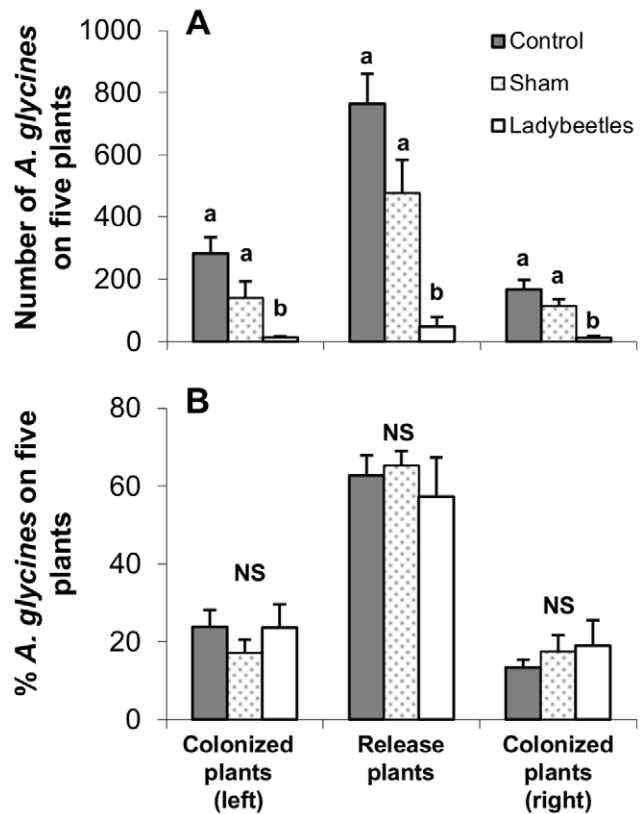 A
Number of A. glycines
on five plants
1000
800
600
400
200
0
Control
Sham
Ladybeetles
a
a
b
a
a
b
a
a
b
B
% A. glycines on five
plants
80
60
40
20
0
NS
NS
NS
Colonized
plants
(left)
Release
plants
Colonized
plants
(right)